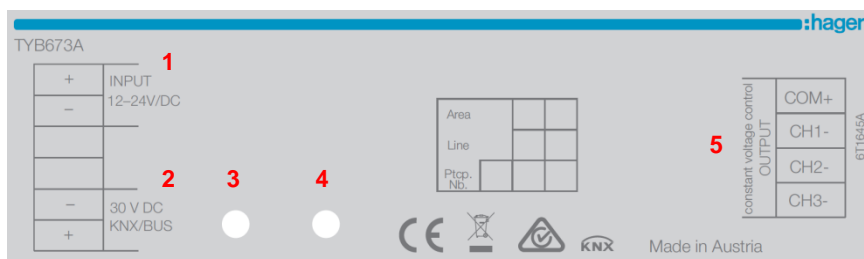 :hager
TYB673A
1
+
INPUT
–
12–24V/DC
2
–
30 V DC
+
KNX/BUS
3
4
Area
Line
Ptcp.
Nb.
CE
KNX
Made in Austria
5
constant voltage control
OUTPUT
COM+
CH1-
CH2-
CH3-
6T1645A